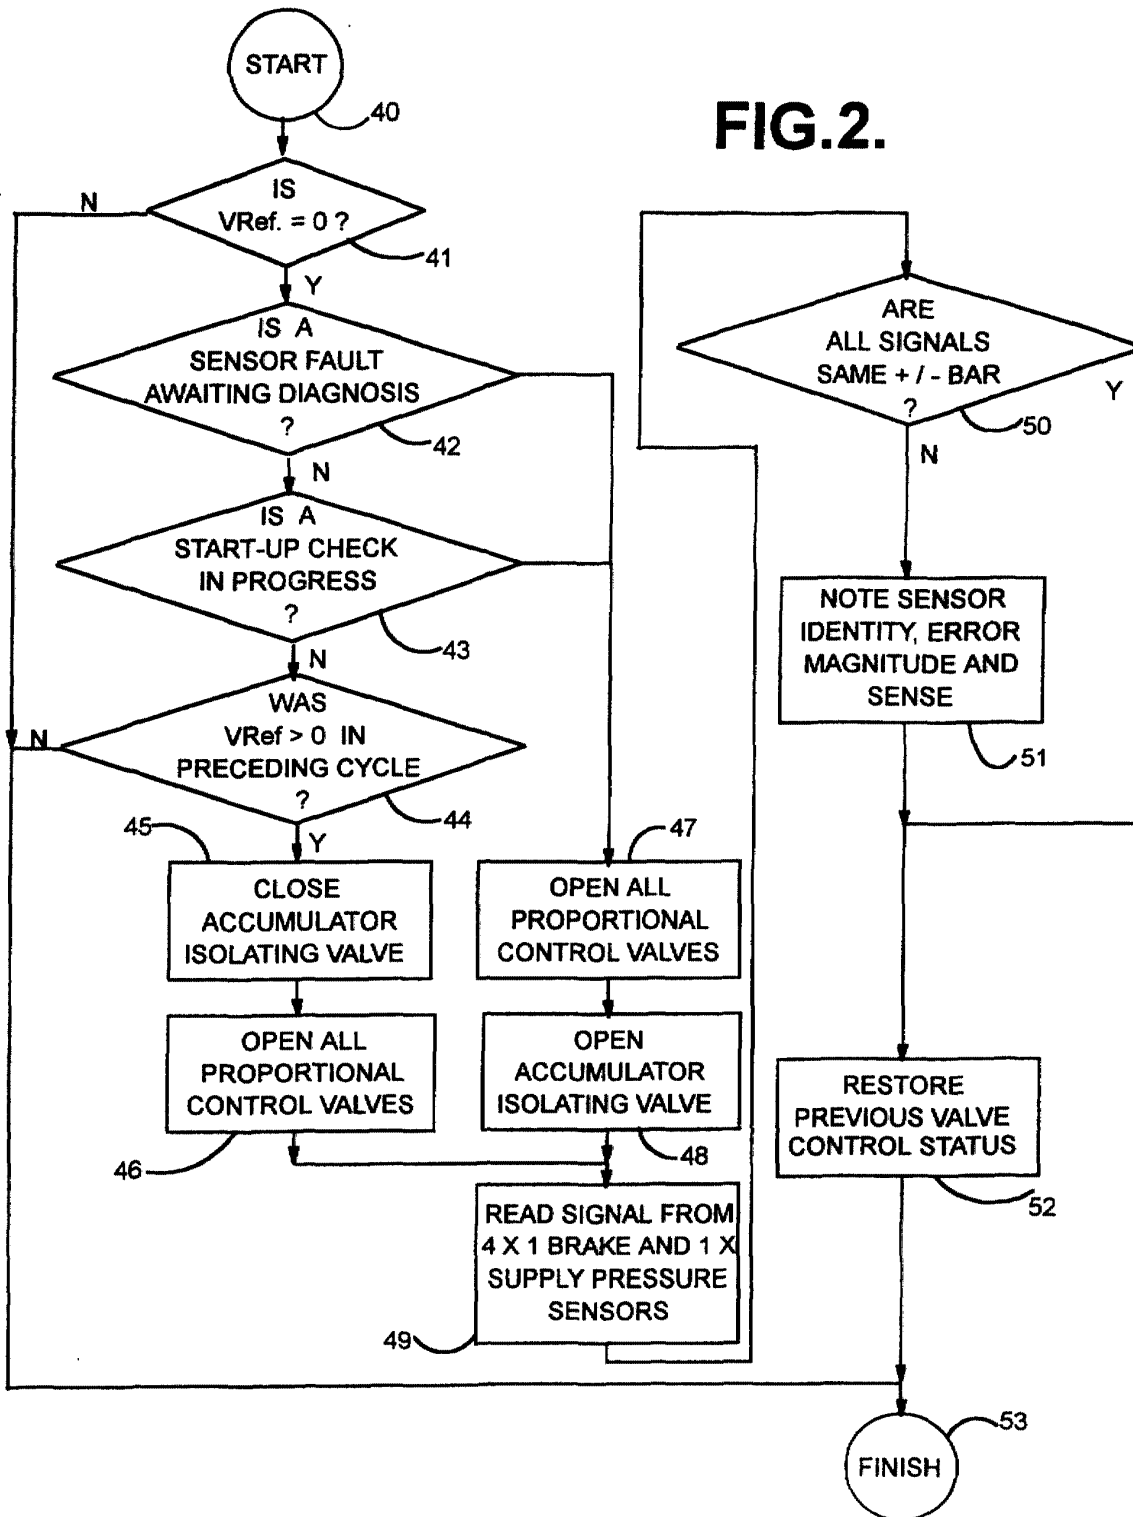 START
40
FIG.2.
N
IS
VRef. = 0 ?
41
Y
IS A
SENSOR FAULT
AWAITING DIAGNOSIS
?
42
N
IS A
START-UP CHECK
IN PROGRESS
?
43
N
WAS
VRef > 0 IN
PRECEDING CYCLE
?
44
N
Y
45
CLOSE
ACCUMULATOR
ISOLATING VALVE
OPEN ALL
PROPORTIONAL
CONTROL VALVES
46
47
OPEN ALL
PROPORTIONAL
CONTROL VALVES
OPEN
ACCUMULATOR
ISOLATING VALVE
48
READ SIGNAL FROM
4 X 1 BRAKE AND 1 X
SUPPLY PRESSURE
SENSORS
49
ARE
ALL SIGNALS
SAME + / - BAR
?
Y
50
N
NOTE SENSOR
IDENTITY, ERROR
MAGNITUDE AND
SENSE
51
RESTORE
PREVIOUS VALVE
CONTROL STATUS
52
53
FINISH